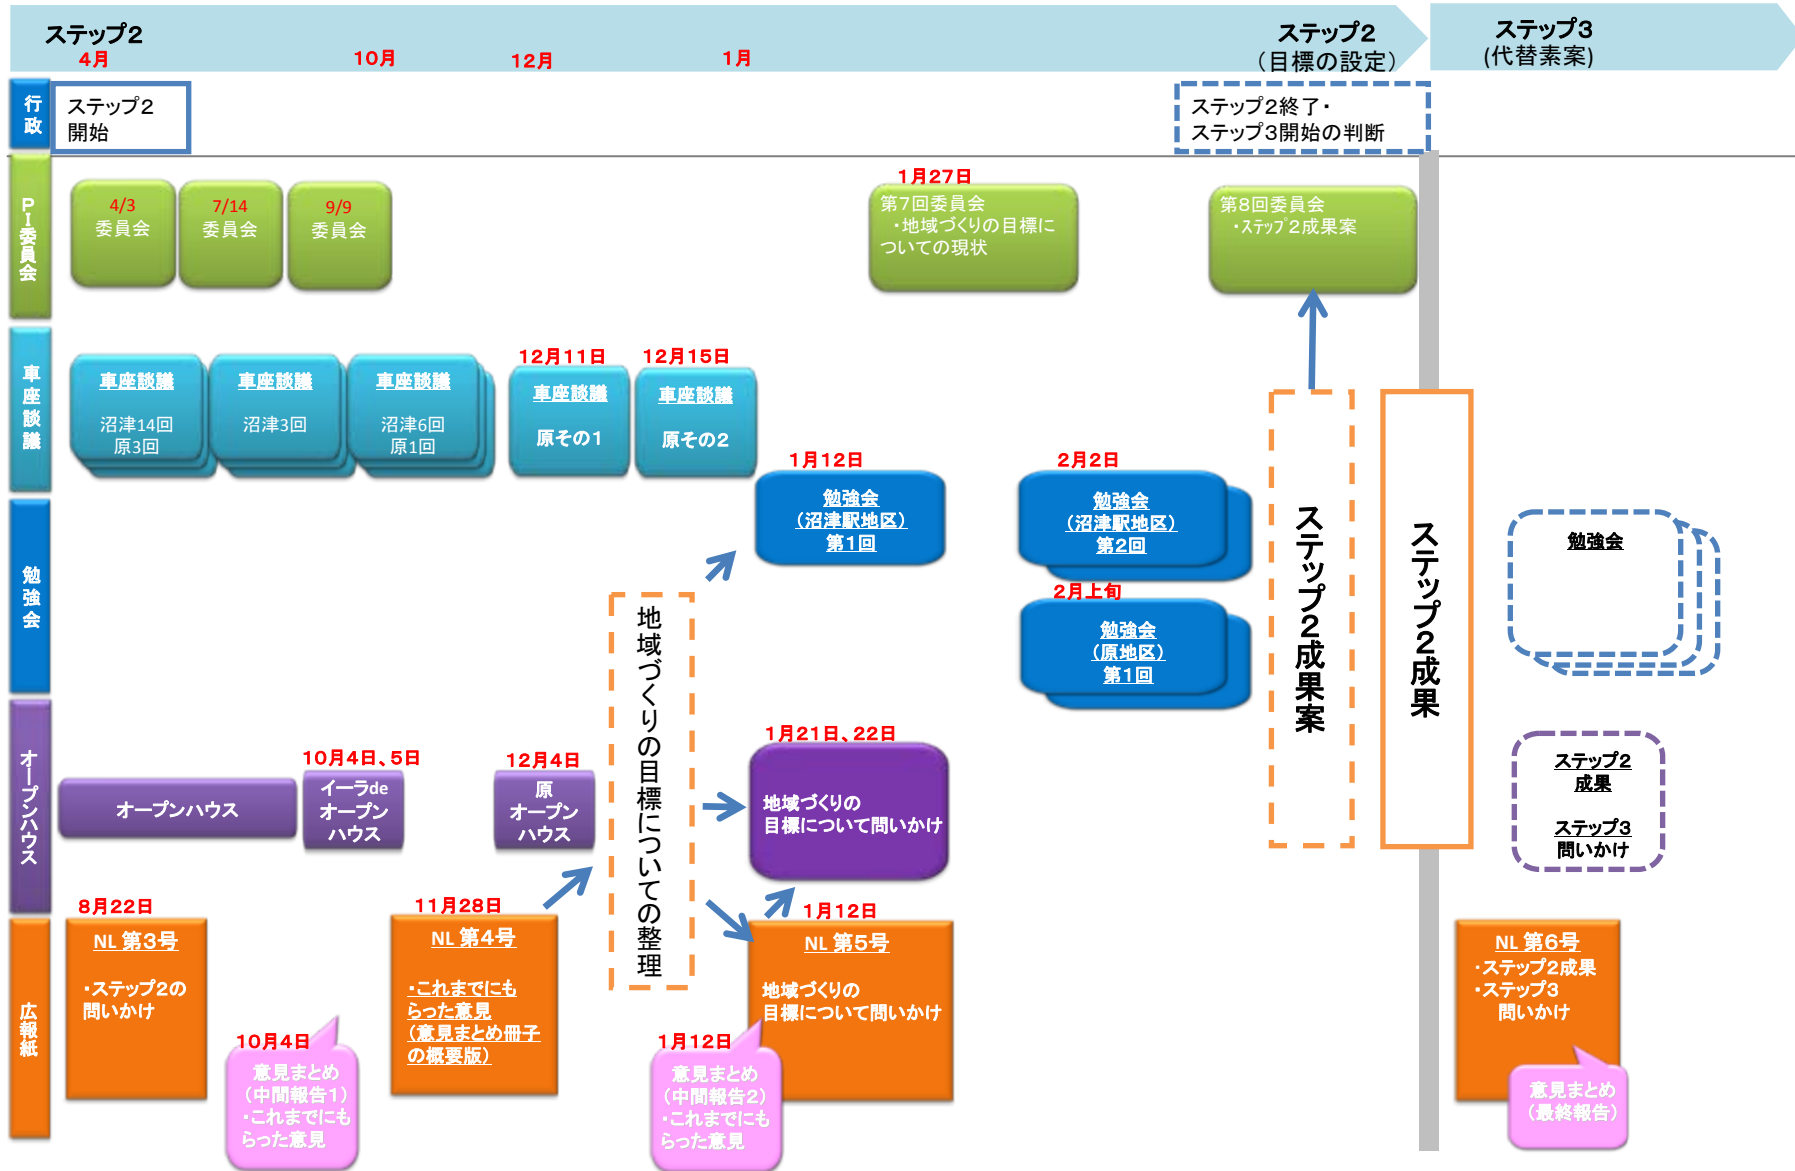 ステップ2
4月
10月
12月
1月
ステップ2
（目標の設定）
ステップ3
(代替素案)
行政
ステップ2
開始
ステップ2終了・
ステップ3開始の判断
PI委員会
4/3
委員会
7/14
委員会
9/9
委員会
1月27日
第7回委員会
・地域づくりの目標に
ついての現状
第8回委員会
・ステップ2成果案
車座談議
車座談議
沼津14回
原3回
車座談議
沼津3回
車座談議
沼津6回
原1回
12月11日
車座談議
原その1
12月15日
車座談議
原その2
勉強会
1月12日
勉強会
（沼津駅地区）
第1回
2月2日
勉強会
（沼津駅地区）
第2回
2月上旬
勉強会
（原地区）
第1回
地域づくりの目標についての整理
ステップ2成果案
ステップ2成果
勉強会
オープンハウス
オープンハウス
10月4日、5日
イーラde
オープン
ハウス
12月4日
原
オープン
ハウス
1月21日、22日
地域づくりの
目標について問いかけ
ステップ2
成果
ステップ3
問いかけ
広報紙
8月22日
NL 第3号
・ステップ2の
問いかけ
10月4日
意見まとめ
（中間報告1）
・これまでにも
らった意見
11月28日
NL 第4号
・これまでにも
らった意見
（意見まとめ冊子
の概要版）
1月12日
NL 第5号
地域づくりの
目標について問いかけ
1月12日
意見まとめ
（中間報告2）
・これまでにも
らった意見
NL 第6号
・ステップ2成果
・ステップ3
問いかけ
意見まとめ
（最終報告）